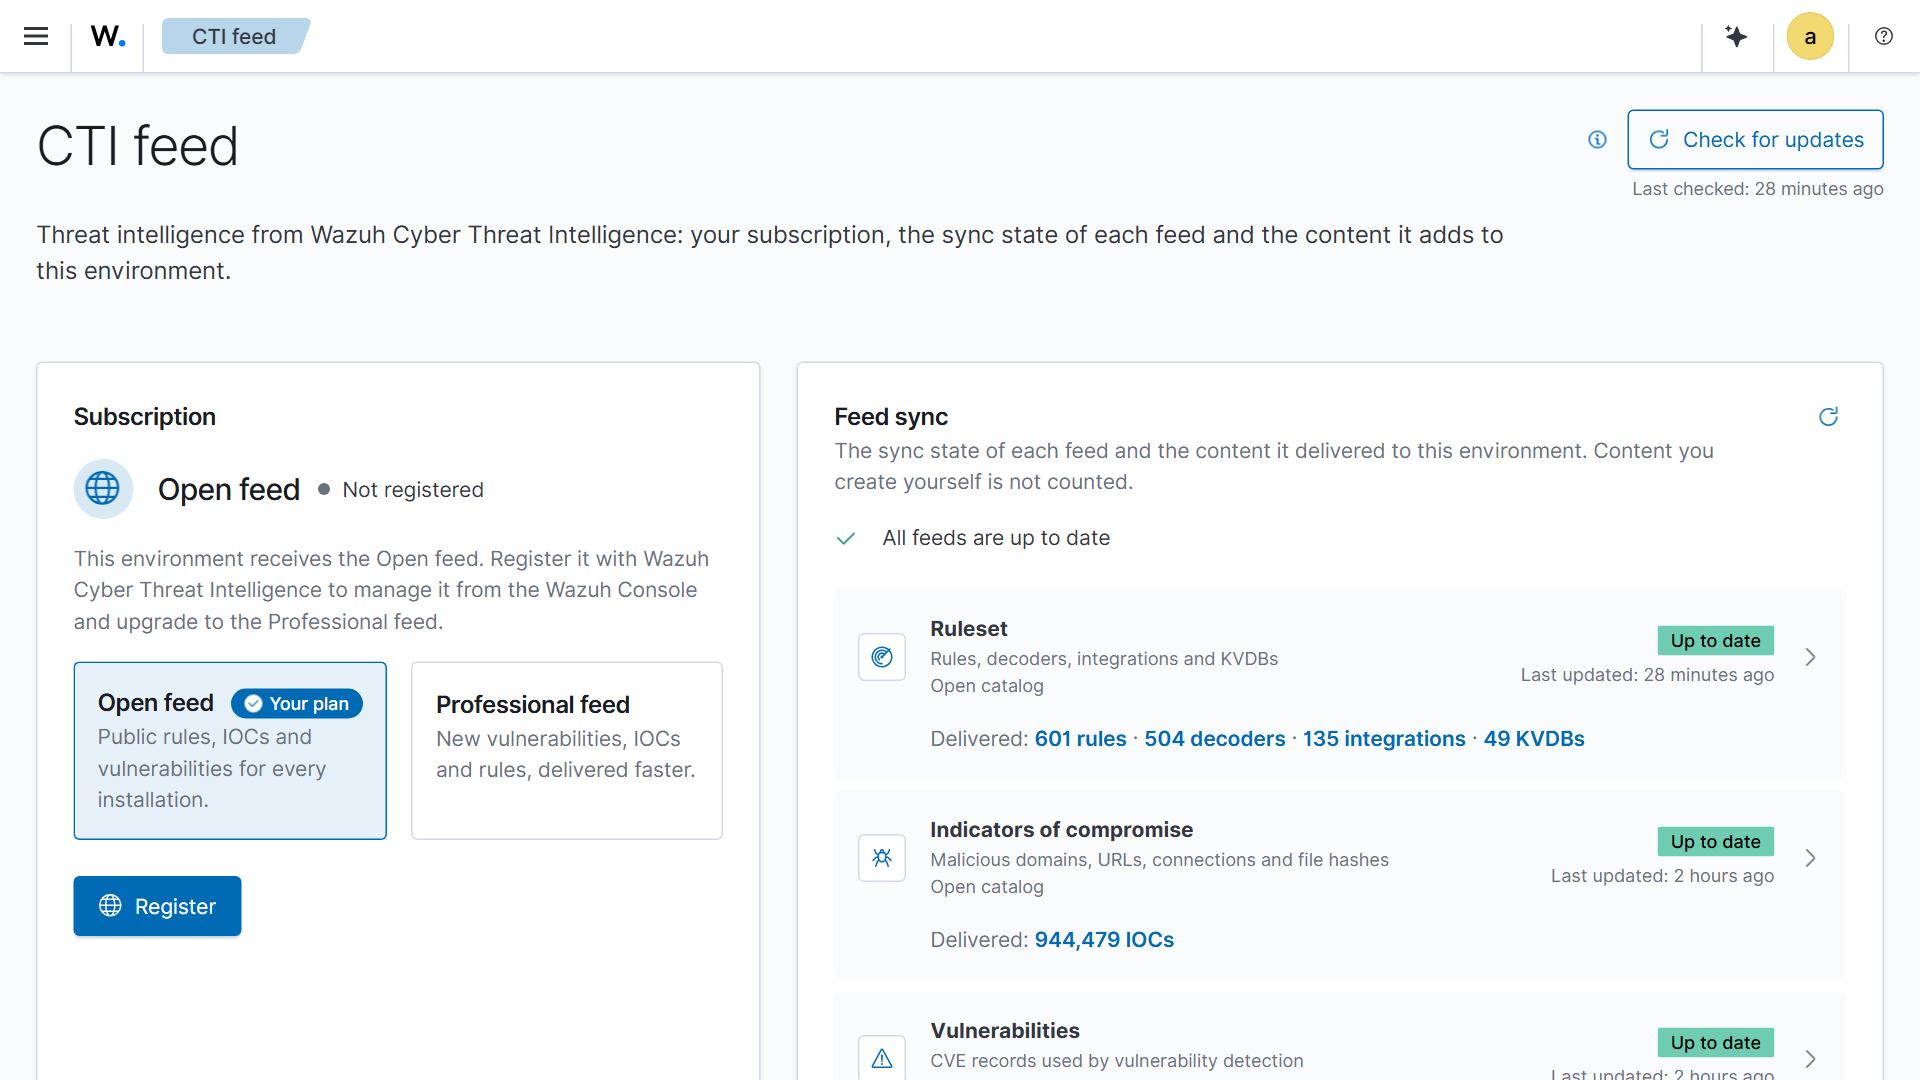 W.
CTI feed
a
CTI feed
Check for updates
Last checked: 28 minutes ago
Threat intelligence from Wazuh Cyber Threat Intelligence: your subscription, the sync state of each feed and the content it adds to
this environment.
Subscription
Open feed
Not registered
This environment receives the Open feed. Register it with Wazuh
Cyber Threat Intelligence to manage it from the Wazuh Console
and upgrade to the Professional feed.
Open feed
Your plan
Public rules, IOCs and
vulnerabilities for every
installation.
Professional feed
New vulnerabilities, IOCs
and rules, delivered faster.
Register
Feed sync
The sync state of each feed and the content it delivered to this environment. Content you
create yourself is not counted.
All feeds are up to date
Ruleset
Rules, decoders, integrations and KVDBs
Open catalog
Up to date
Last updated: 28 minutes ago
Delivered: 601 rules · 504 decoders · 135 integrations · 49 KVDBs
Indicators of compromise
Malicious domains, URLs, connections and file hashes
Open catalog
Up to date
Last updated: 2 hours ago
Delivered: 944,479 IOCs
Vulnerabilities
CVE records used by vulnerability detection
Up to date
Last updated: 2 hours ago